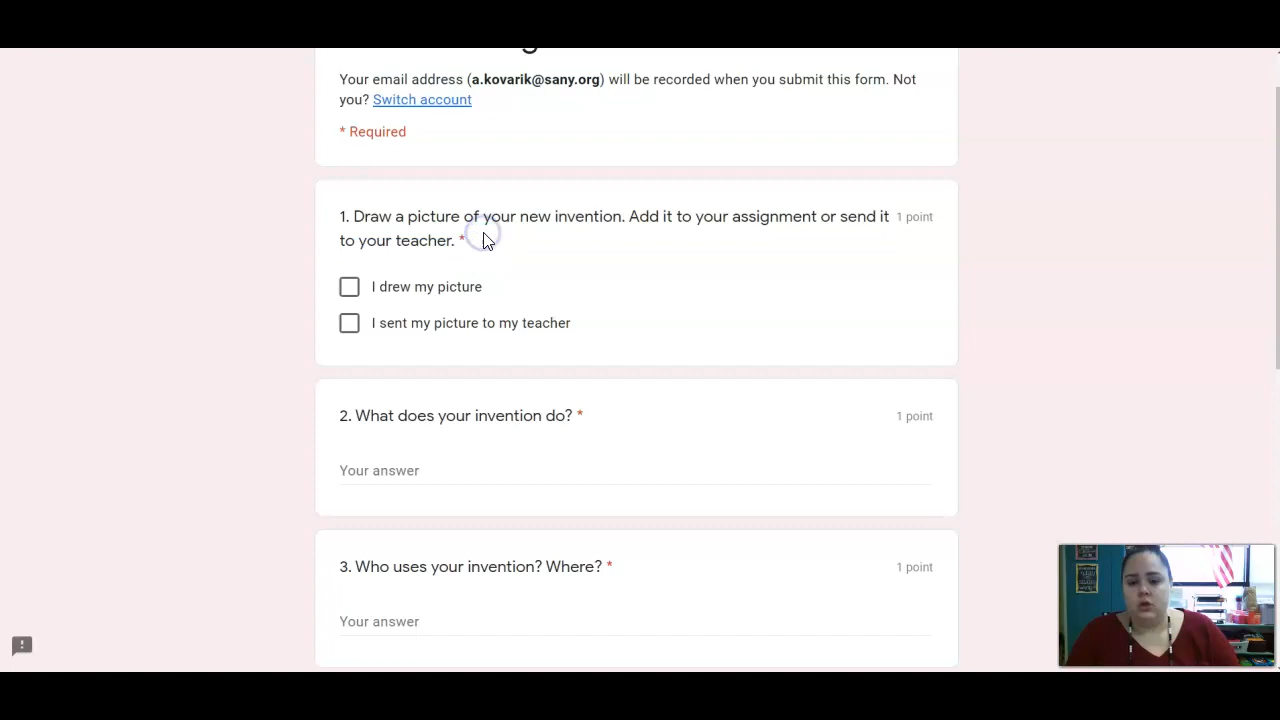 Your email address (a.kovarik@sany.org) will be recorded when you submit this form. Not
you? Switch account
* Required
1. Draw a picture of your new invention. Add it to your assignment or send it 1 point
to your teacher. *
I drew my picture
I sent my picture to my teacher
2. What does your invention do? * 1 point
Your answer
3. Who uses your invention? Where? * 1 point
Your answer